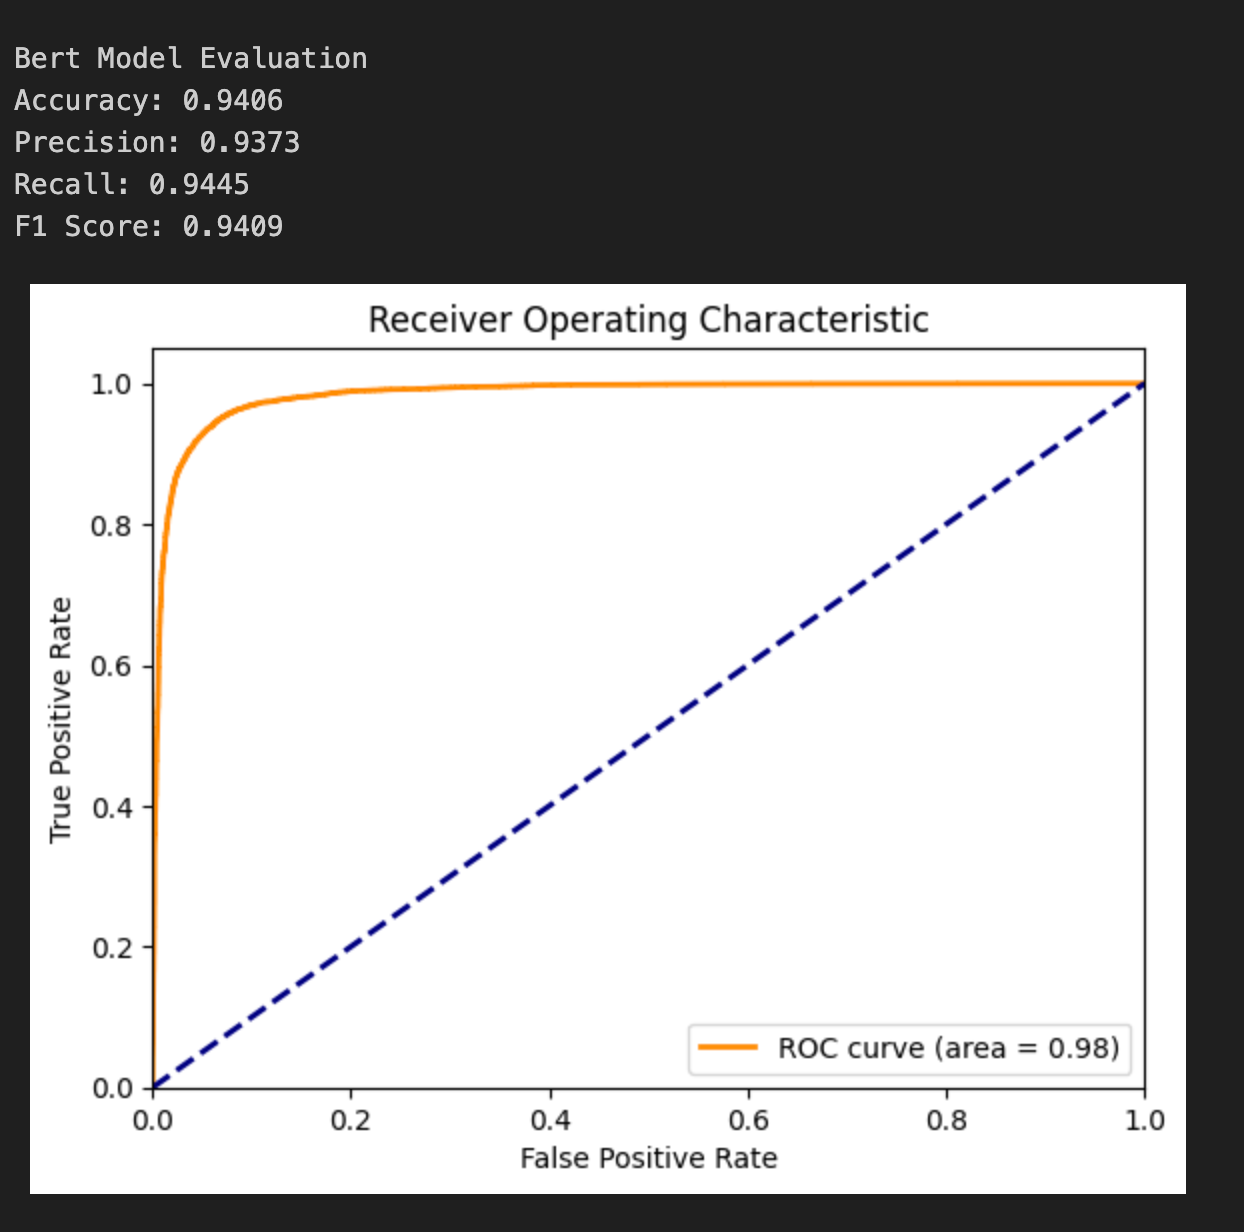 Bert Model Evaluation
Accuracy: 0.9406
Precision: 0.9373
Recall: 0.9445
F1 Score: 0.9409
Receiver Operating Characteristic
1.0
0.8
0.6
0.4
0.2
0.0
True Positive Rate
ROC curve (area = 0.98)
0.0 0.2 0.4 0.6 0.8 1.0
False Positive Rate